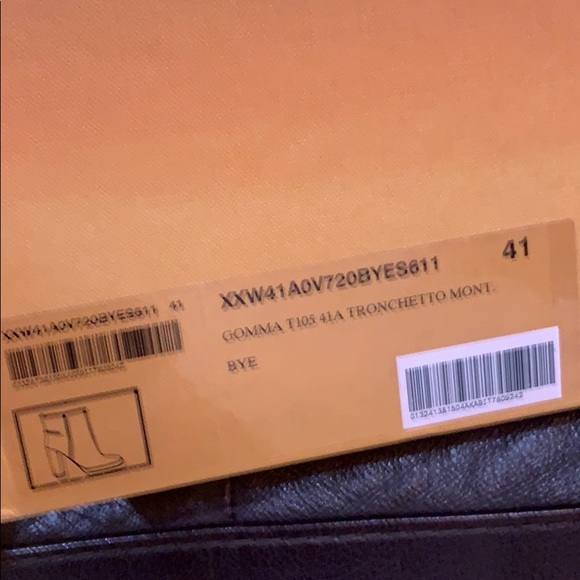 XXW41A0V720BYES611 41
XXW41A0V720BYES611 41
GOMMA T105 41A TRONCHETTO MONT.
BYE